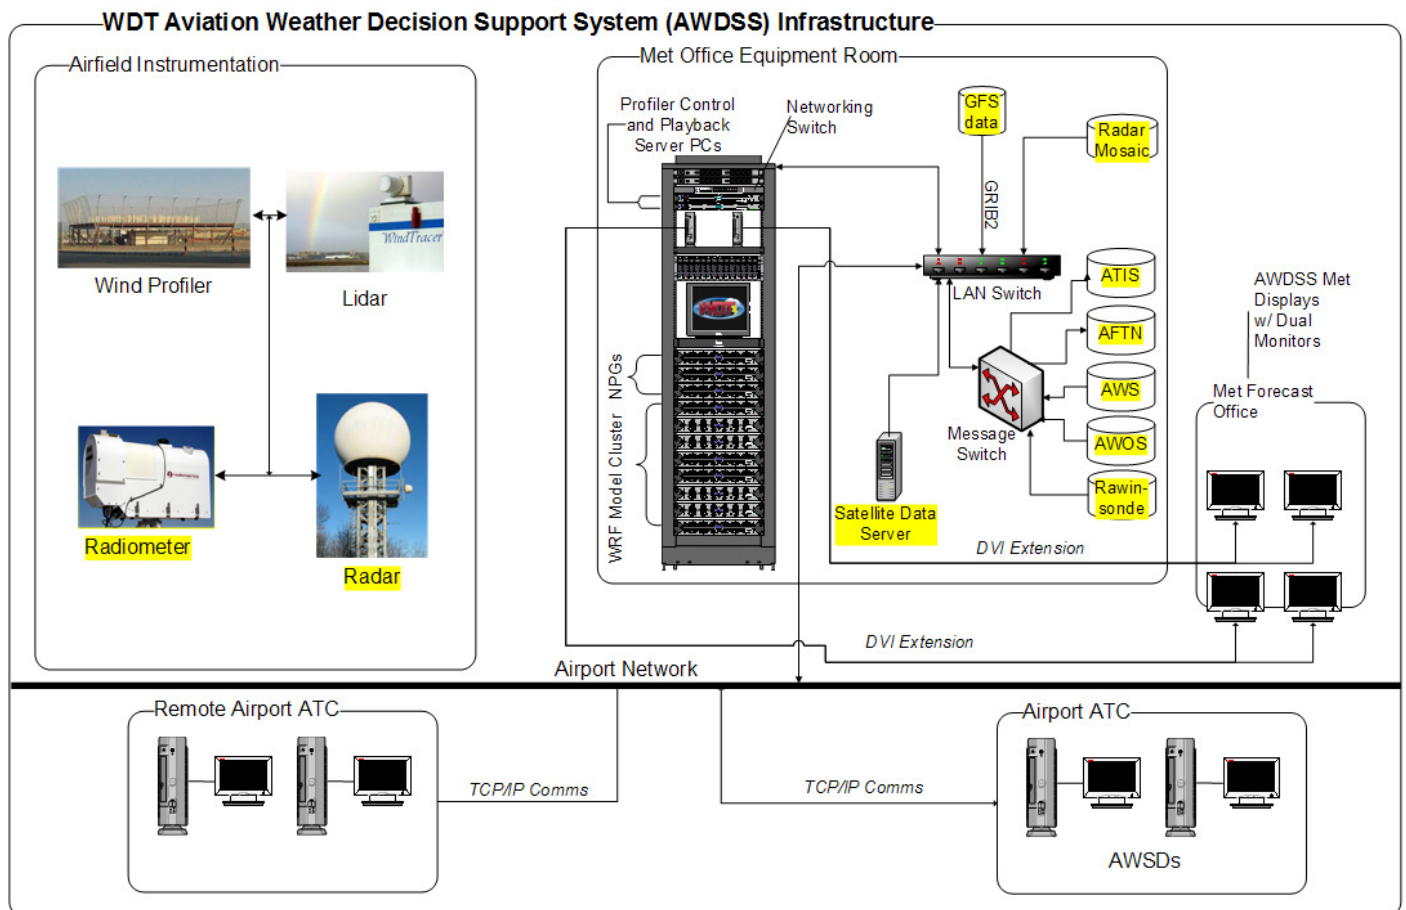 WDT Aviation Weather Decision Support System (AWDSS) Infrastructure
Airfield Instrumentation
Wind Profiler
WindTracer
Lidar
Radiometer
Radar
Met Office Equipment Room
Profiler Control
and Playback
Server PCs
Networking
Switch
GFS
data
Radar
Mosaic
GRIB2
LAN Switch
ATIS
AFTN
AWS
AWOS
Rawin-
sonde
Message
Switch
Satellite Data
Server
WDT
NPGs
WRF Model Cluster
AWDSS Met
Displays
w/ Dual
Monitors
Met Forecast
Office
DVI Extension
DVI Extension
Airport Network
Remote Airport ATC
TCP/IP Comms
TCP/IP Comms
Airport ATC
AWSDs